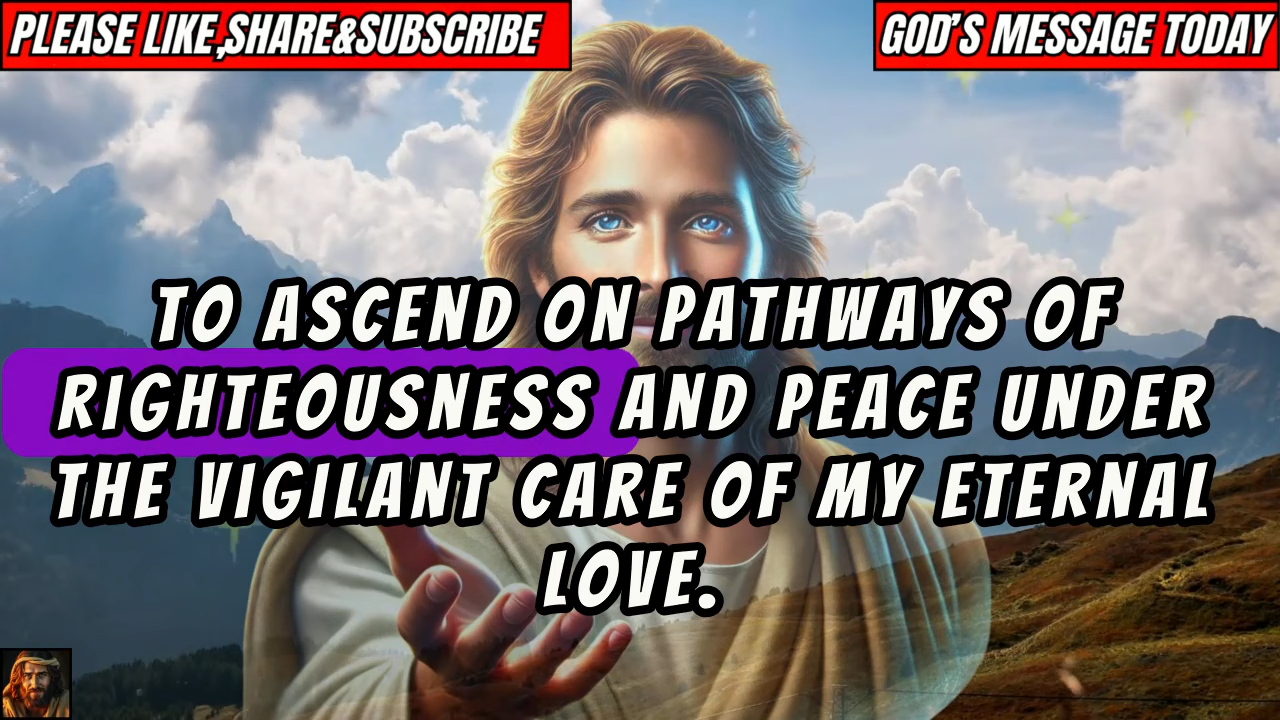 PLEASE LIKE,SHARE&SUBSCRIBE
GOD'S MESSAGE TODAY
TO ASCEND ON PATHWAYS OF
RIGHTEOUSNESS AND PEACE UNDER
THE VIGILANT CARE OF MY ETERNAL
LOVE.